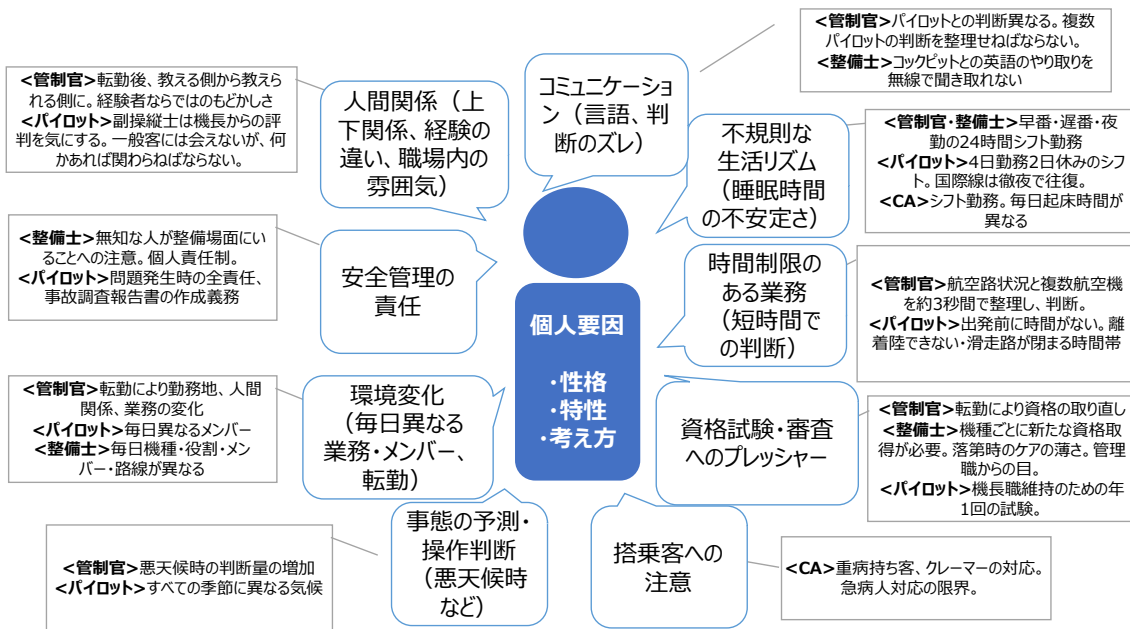 <管制官>パイロットとの判断異なる。複数
パイロットの判断を整理せねばならない。
<整備士>コックピットとの英語のやり取りを
無線で聞き取れない
コミュニケーショ
ン（言語、判
断のズレ）
<管制官>転勤後、教える側から教えら
れる側に。経験者ならではのもどかしさ
<パイロット>副操縦士は機長からの評
判を気にする。一般客には会えないが、何
かあれば関わらねばならない。
人間関係（上
下関係、経験の
違い、職場内の
雰囲気）
不規則な
生活リズム
（睡眠時間
の不安定さ）
<管制官・整備士>早番・遅番・夜
勤の24時間シフト勤務
<パイロット>4日勤務2日休みのシフ
ト。国際線は徹夜で往復。
<CA>シフト勤務。毎日起床時間が
異なる
<整備士>無知な人が整備場面にい
ることへの注意。個人責任制。
<パイロット>問題発生時の全責任、
事故調査報告書の作成義務
安全管理の
責任
時間制限の
ある業務
（短時間で
の判断）
<管制官>航空路状況と複数航空機
を約3秒間で整理し、判断。
<パイロット>出発前に時間がない。離
着陸できない・滑走路が閉まる時間帯
個人要因
・性格
・特性
・考え方
<管制官>転勤により勤務地、人間
関係、業務の変化
<パイロット>毎日異なるメンバー
<整備士>毎日機種・役割・メン
バー・路線が異なる
環境変化
（毎日異なる
業務・メンバー、
転勤）
資格試験・審査
へのプレッシャー
<管制官>転勤により資格の取り直し
<整備士>機種ごとに新たな資格取
得が必要。落第時のケアの薄さ。管理
職からの目。
<パイロット>機長職維持のための年
1回の試験。
<管制官>悪天候時の判断量の増加
<パイロット>すべての季節に異なる気候
事態の予測・
操作判断
（悪天候時
など）
搭乗客への
注意
<CA>重病持ち客、クレーマーの対応。
急病人対応の限界。